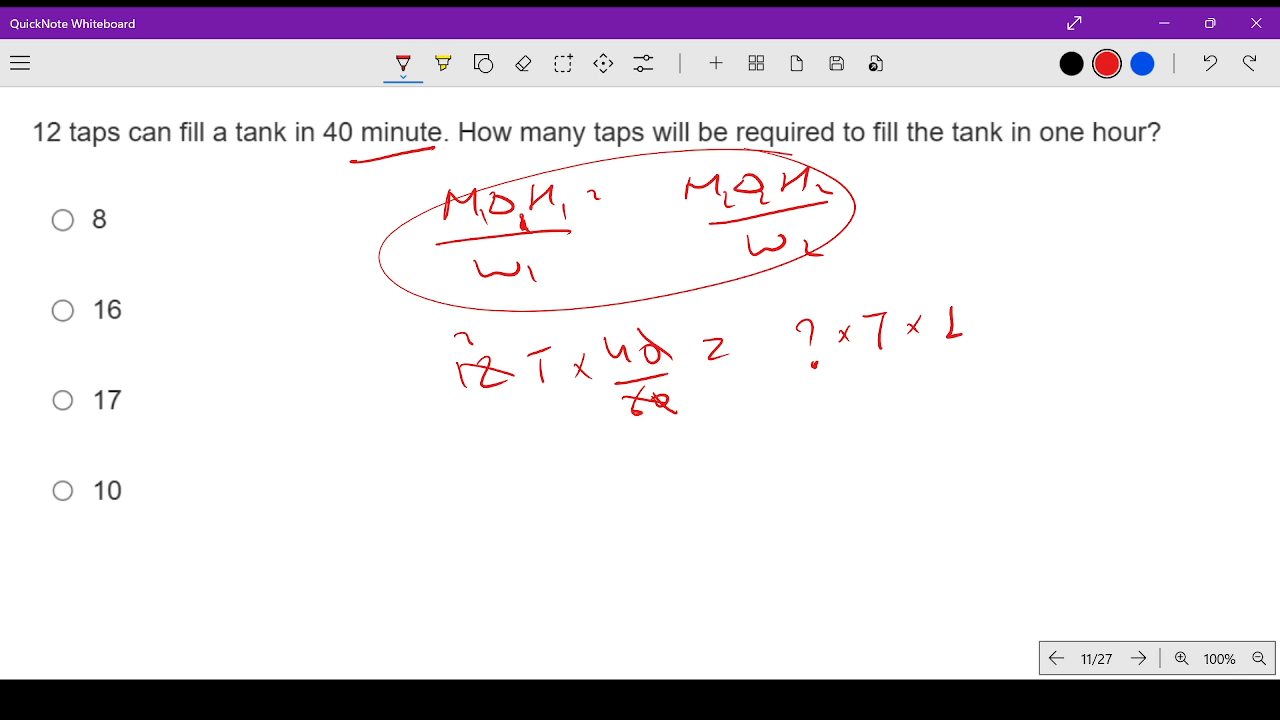 QuickNote Whiteboard
12 taps can fill a tank in 40 minute. How many taps will be required to fill the tank in one hour?
M₁D₁H₁ = M₂D₂H₂
W₁ W₂
8
16
2
12 T × 40 = ? × T × 1
60
17
10
11/27 100%